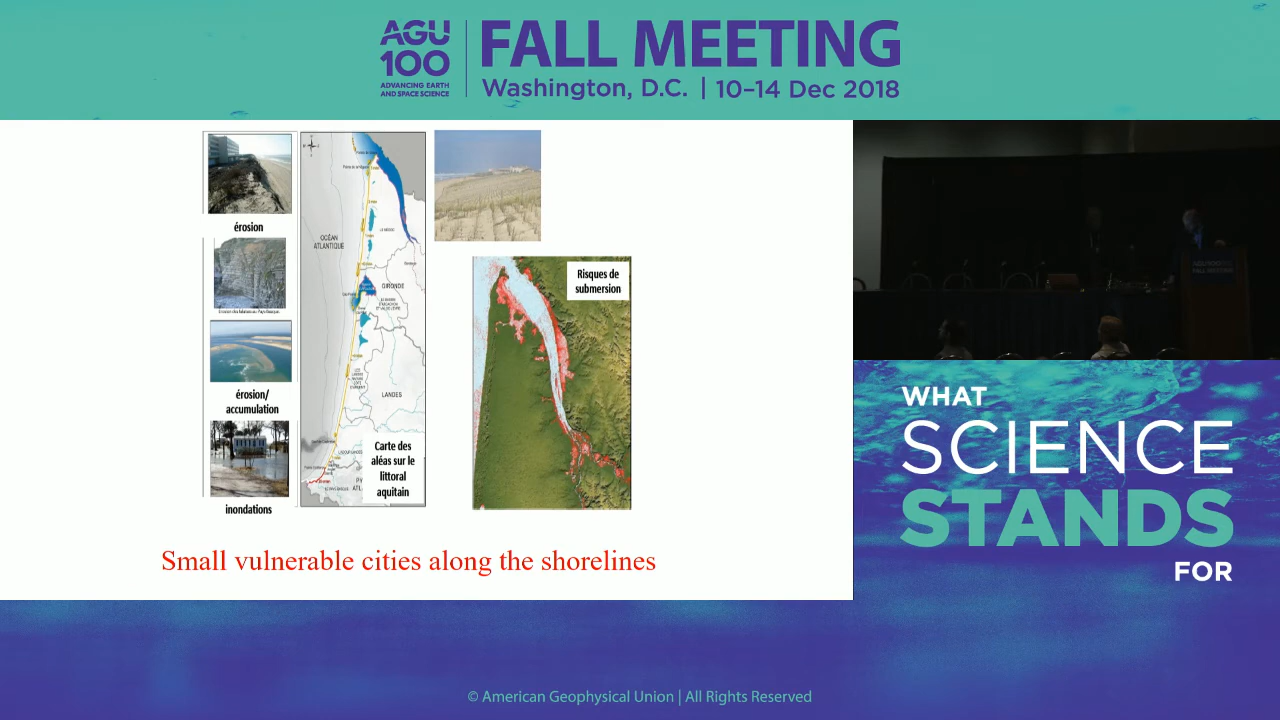 AGU
100
ADVANCING EARTH
AND SPACE SCIENCE
FALL MEETING
Washington, D.C. | 10–14 Dec 2018
érosion
érosion/
accumulation
inondations
OCÉAN
ATLANTIQUE
GIRONDE
LANDES
Carte des
aléas sur le
littoral
aquitain
Risques de
submersion
Small vulnerable cities along the shorelines
FALL MEETING
WHAT
SCIENCE
STANDS
FOR
© American Geophysical Union | All Rights Reserved